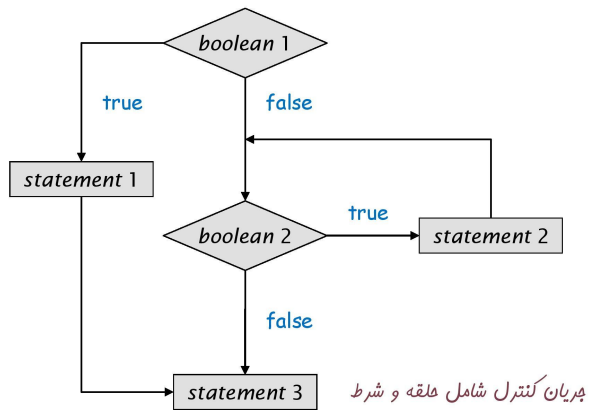 boolean 1
true
false
statement 1
boolean 2
true
statement 2
false
statement 3
جریان کنترل شامل حلقه و شرط